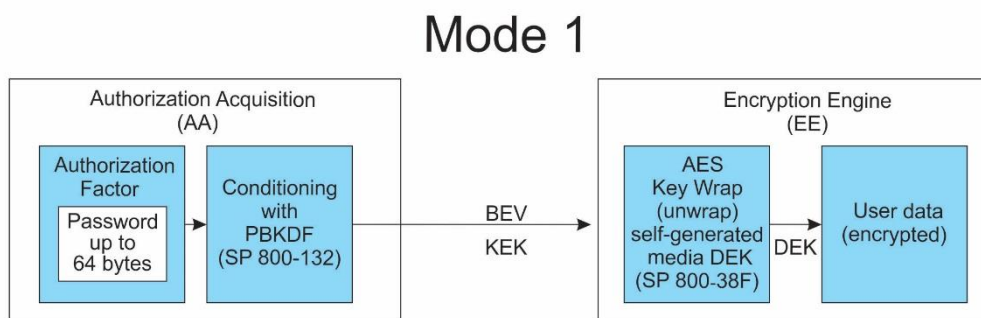 Mode 1
Authorization Acquisition
(AA)
Authorization
Factor
Password
up to
64 bytes
Conditioning
with
PBKDF
(SP 800-132)
BEV
KEK
Encryption Engine
(EE)
AES
Key Wrap
(unwrap)
self-generated
media DEK
(SP 800-38F)
DEK
User data
(encrypted)